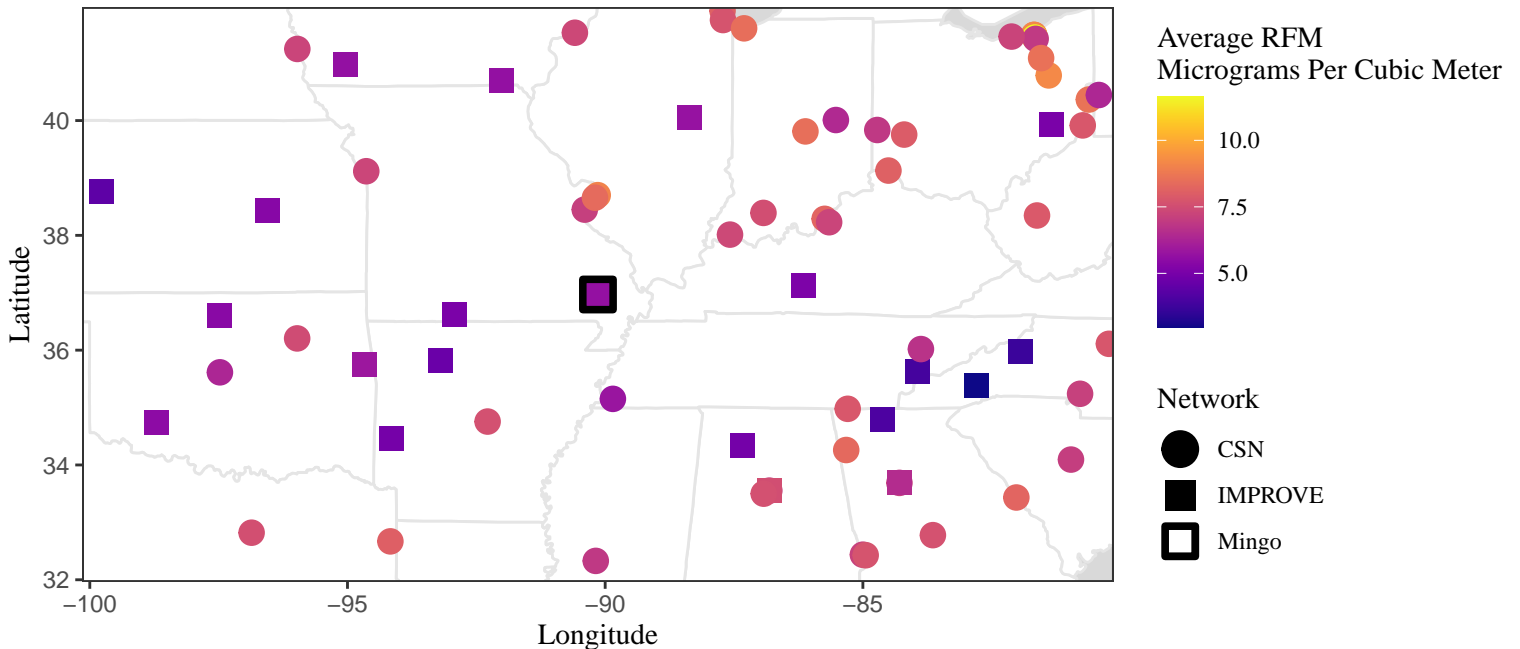 40
38
36
34
32
Latitude
−100
−95
−90
−85
Longitude
Average RFM
Micrograms Per Cubic Meter
10.0
7.5
5.0
Network
CSN
IMPROVE
Mingo